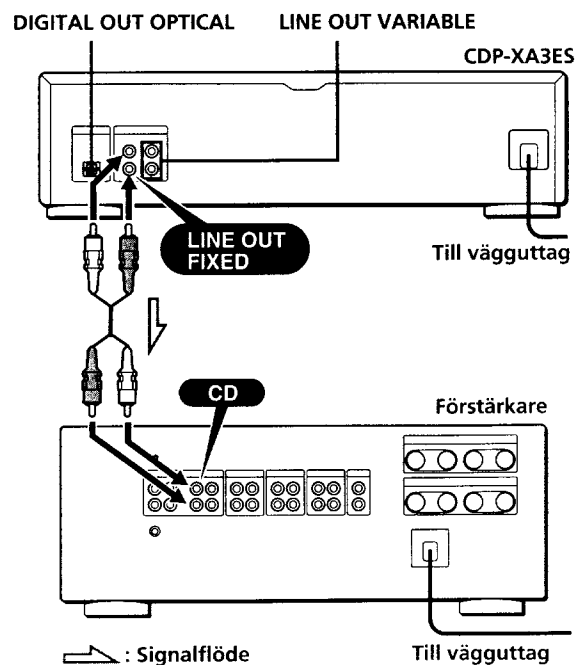 DIGITAL OUT OPTICAL
LINE OUT VARIABLE
CDP-XA3ES
LINE OUT
FIXED
Till vägguttag
CD
Förstärkare
: Signalflöde
Till vägguttag